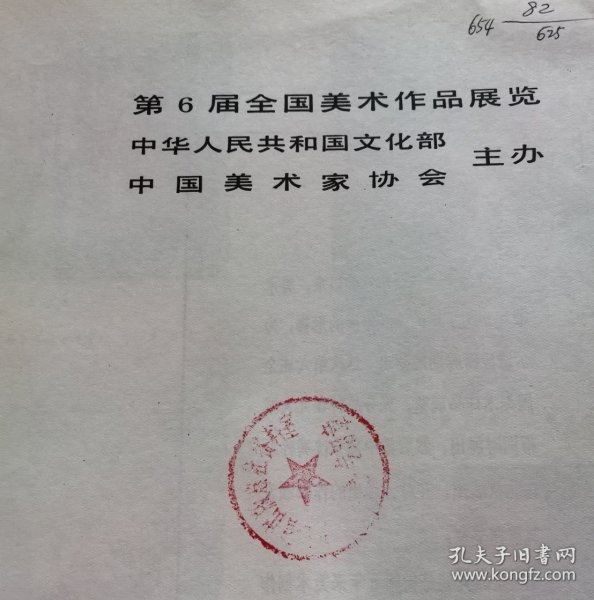 82
654
625
第6届全国美术作品展览
中华人民共和国文化部
中国美术家协会
主办
孔夫子旧书网
www.kongfz.com